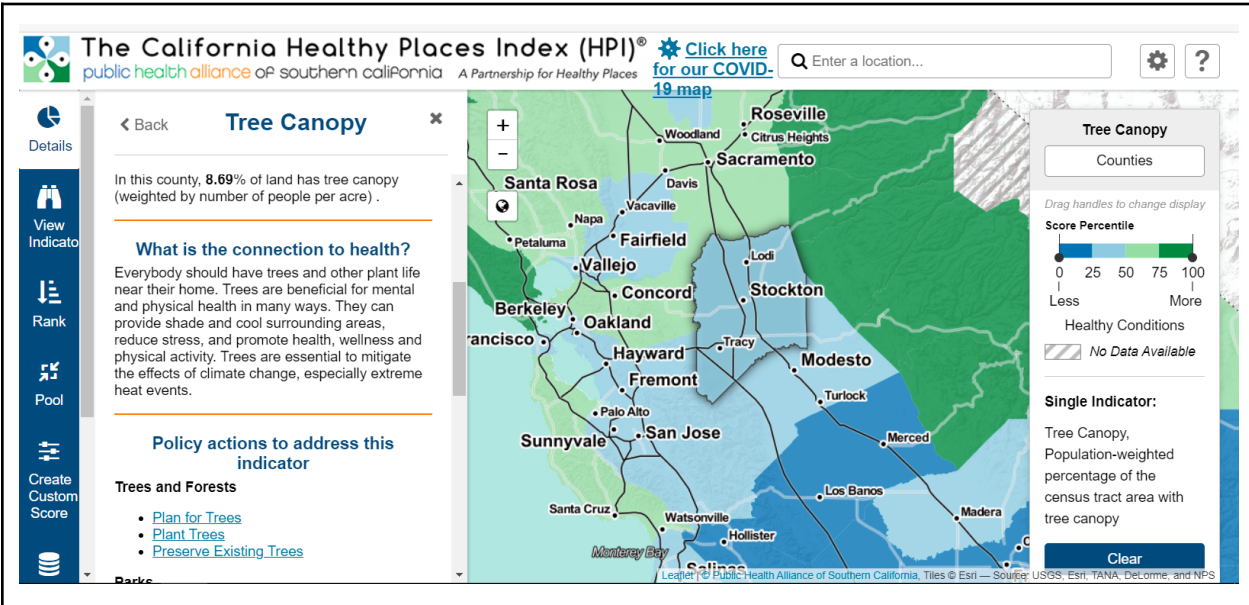 The California Healthy Places Index (HPI)®
public health alliance of southern california A Partnership for Healthy Places
Click here
for our COVID-
19 map
Enter a location...
?
Details
View
Indicato
Rank
Pool
Create
Custom
Score
Back
Tree Canopy
In this county, 8.69% of land has tree canopy
(weighted by number of people per acre) .
What is the connection to health?
Everybody should have trees and other plant life
near their home. Trees are beneficial for mental
and physical health in many ways. They can
provide shade and cool surrounding areas,
reduce stress, and promote health, wellness and
physical activity. Trees are essential to mitigate
the effects of climate change, especially extreme
heat events.
Policy actions to address this
indicator
Trees and Forests
• Plan for Trees
• Plant Trees
• Preserve Existing Trees
Parks
+
−
Roseville
Woodland
Citrus Heights
Sacramento
Santa Rosa
Davis
Vacaville
Napa
Petaluma
Fairfield
Lodi
Vallejo
Concord
Stockton
Berkeley
Oakland
rancisco
Tracy
Hayward
Modesto
Fremont
Turlock
Palo Alto
Sunnyvale
San Jose
Merced
Los Banos
Santa Cruz
Watsonville
Madera
Hollister
Monterey Bay
Salinas
Tree Canopy
Counties
Drag handles to change display
Score Percentile
0 25 50 75 100
Less More
Healthy Conditions
No Data Available
Single Indicator:
Tree Canopy,
Population-weighted
percentage of the
census tract area with
tree canopy
Clear
Leaflet | © Public Health Alliance of Southern California, Tiles © Esri — Source: USGS, Esri, TANA, DeLorme, and NPS